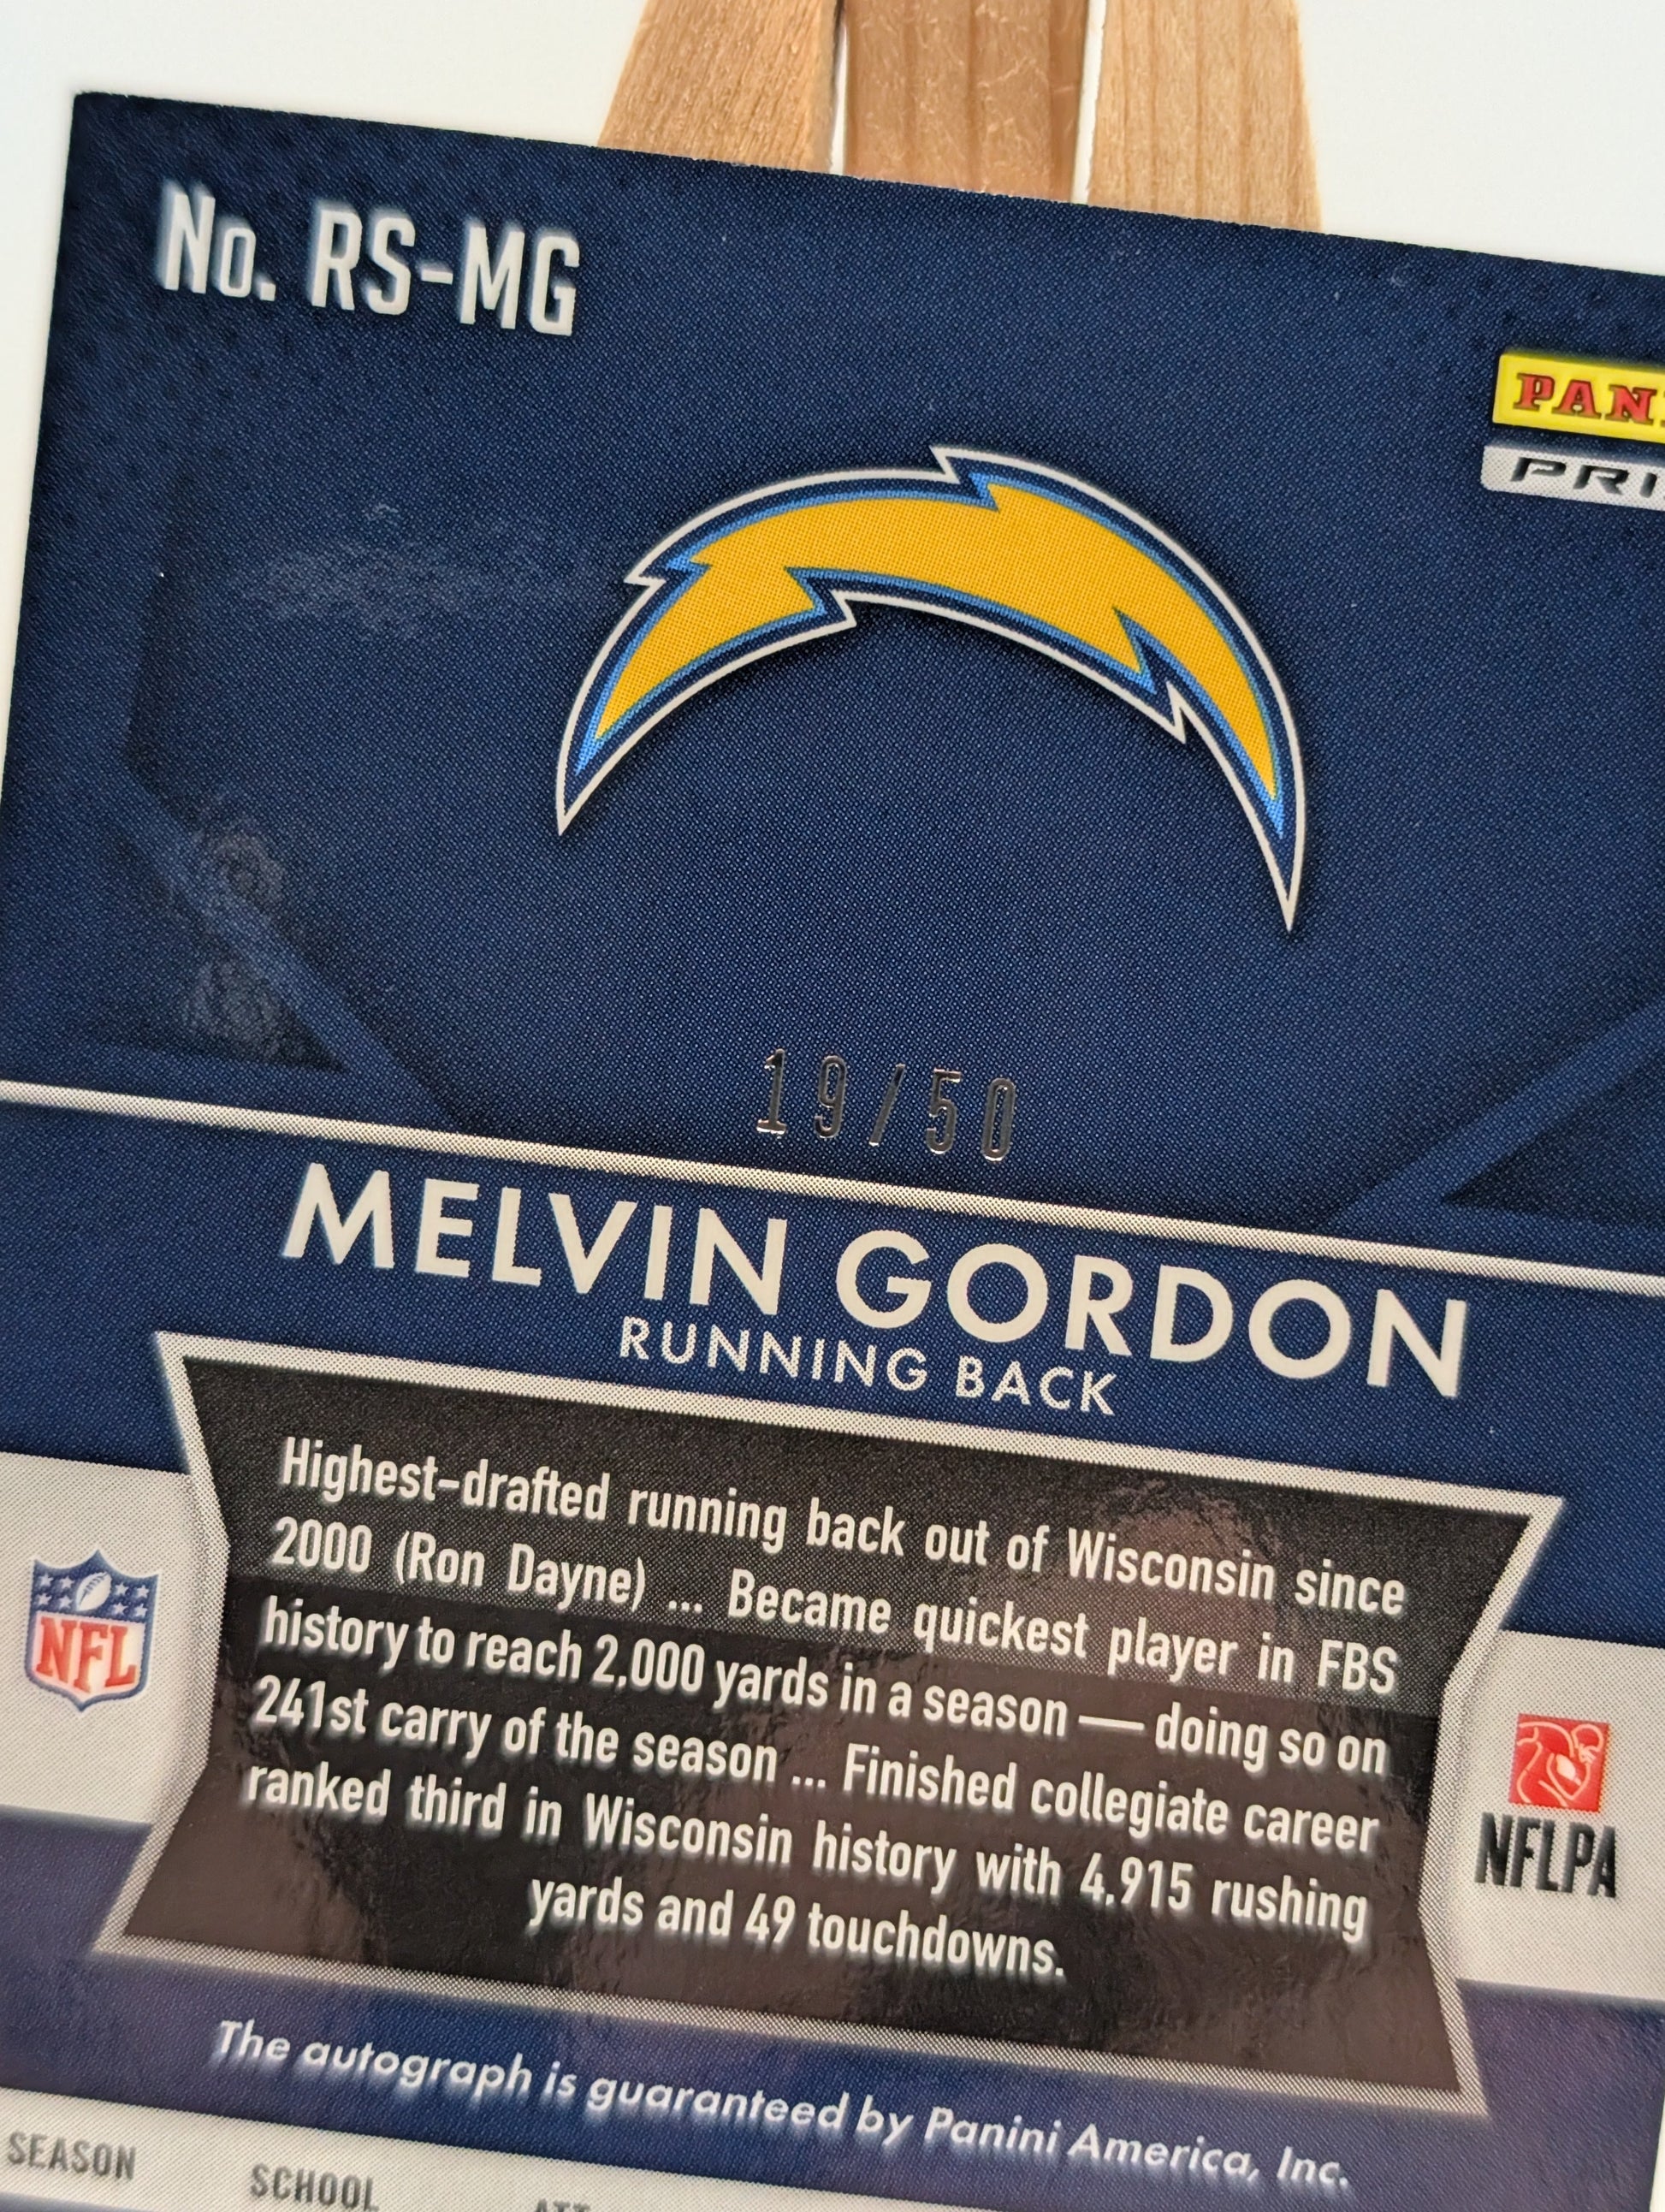 No. RS-MG
PANI
PRI
19/50
MELVIN GORDON
RUNNING BACK
Highest-drafted running back out of Wisconsin since
2000 (Ron Dayne) ... Became quickest player in FBS
history to reach 2,000 yards in a season — doing so on
241st carry of the season ... Finished collegiate career
ranked third in Wisconsin history with 4,915 rushing
yards and 49 touchdowns.
NFL
NFLPA
The autograph is guaranteed by Panini America, Inc.
SEASON SCHOOL ATT